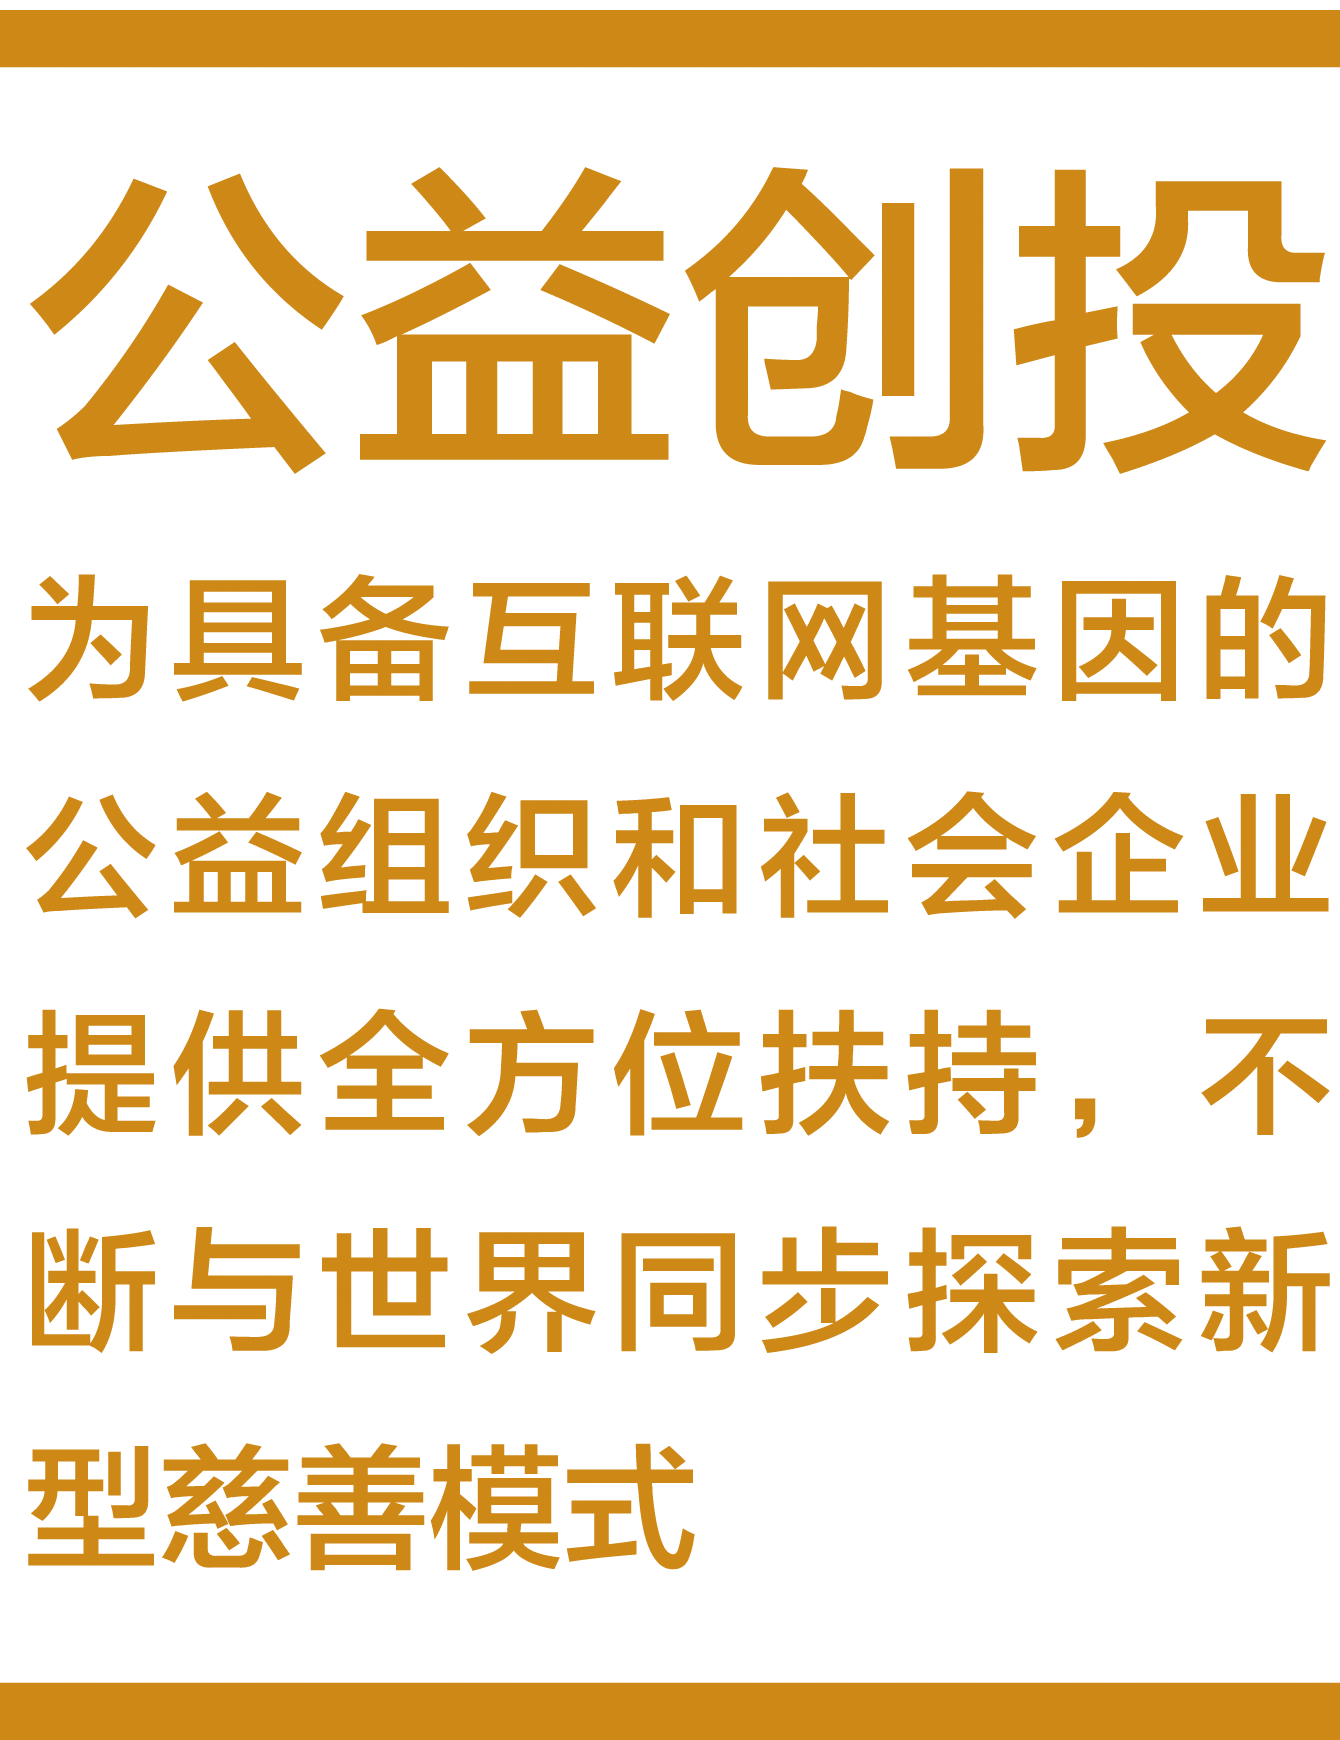 公益创投
为具备互联网基因的
公益组织和社会企业
提供全方位扶持，不
断与世界同步探索新
型慈善模式